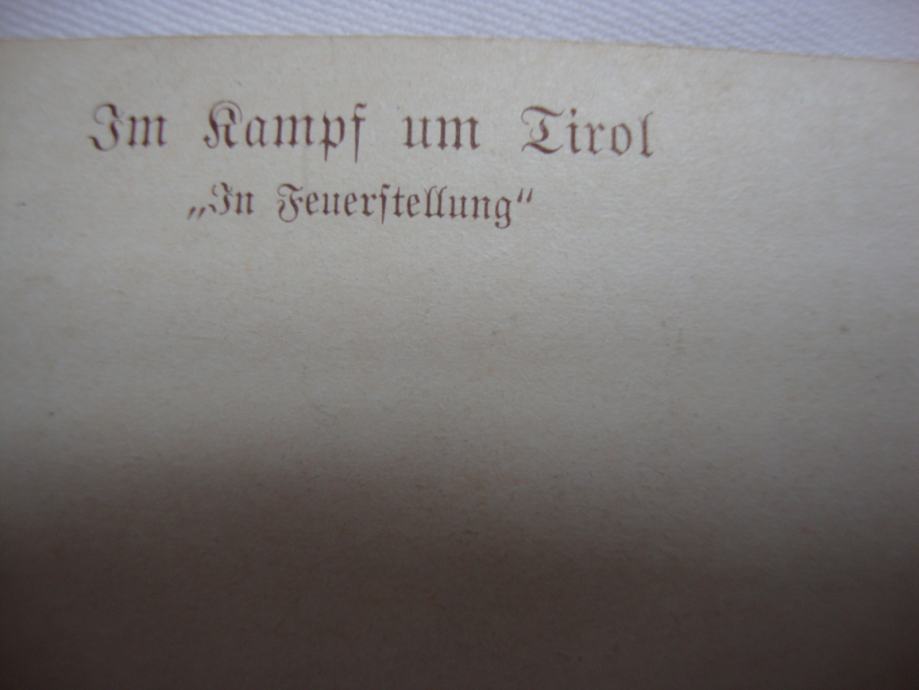 Im Kampf um Tirol
„In Feuerſtellung“